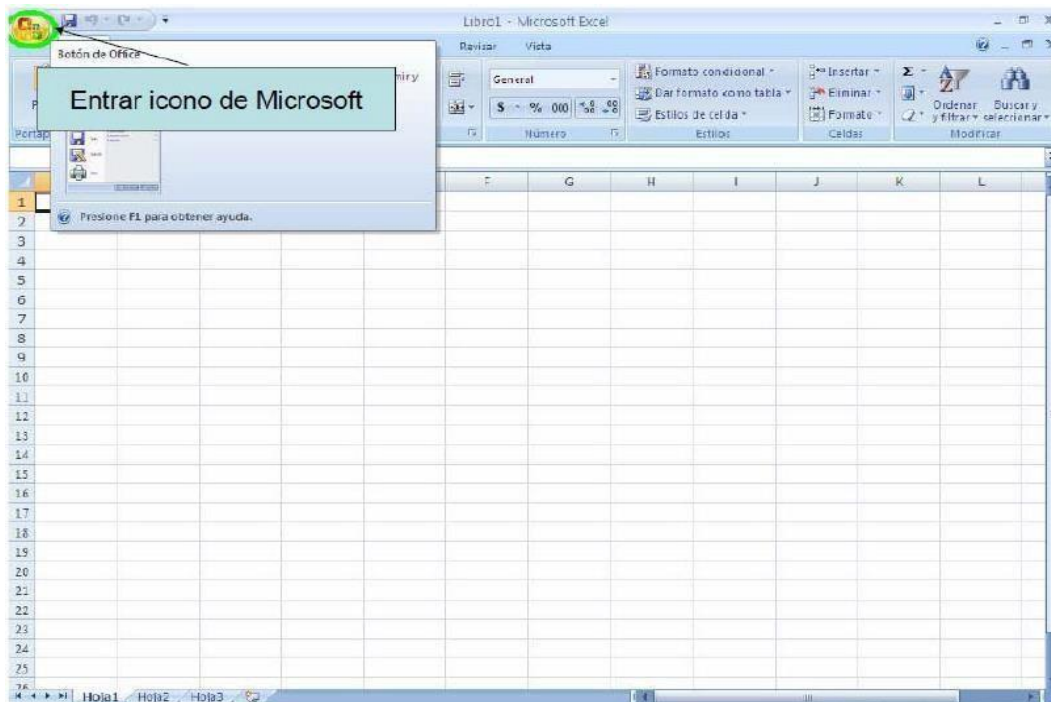 Libro1 - Microsoft Excel
Botón de Office
Revisar Vista
Entrar icono de Microsoft
General
$ % 000
Número
Formato condicional
Dar formato como tabla
Estilos de celda
Estilos
Insertar
Eliminar
Formato
Celdas
Σ
Ordenar y filtrar
Buscar y seleccionar
Modificar
Presione F1 para obtener ayuda.
F G H I J K L
1
2
3
4
5
6
7
8
9
10
11
12
13
14
15
16
17
18
19
20
21
22
23
24
25
26
Hoja1 Hoja2 Hoja3